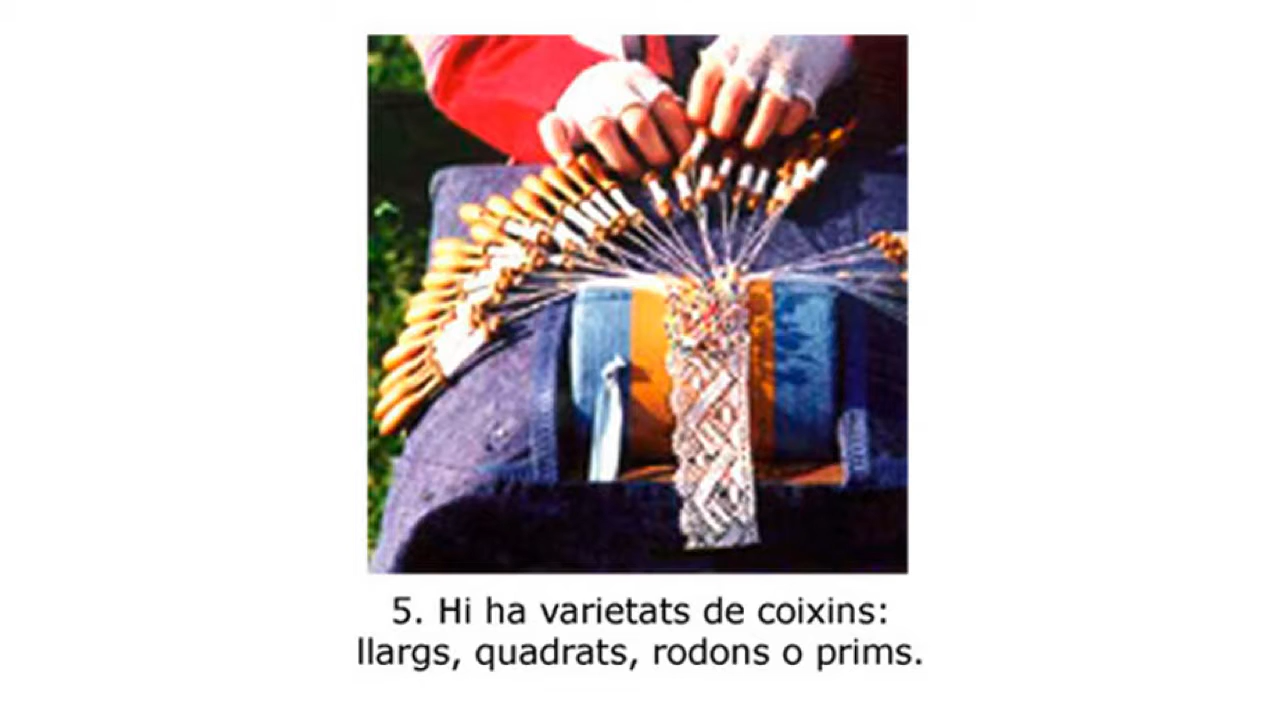 5. Hi ha varietats de coixins:
llargs, quadrats, rodons o prims.